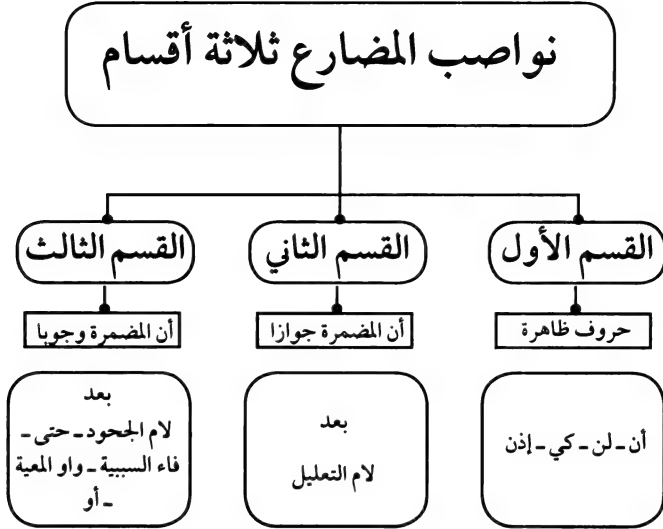 نواصب المضارع ثلاثة أقسام
القسم الأول
القسم الثاني
القسم الثالث
حروف ظاهرة
أن المضمرة جوازا
أن المضمرة وجوبا
أن ـ لن ـ كي ـ إذن
بعد
لام التعليل
بعد
لام الجحود ـ حتى ـ
فاء السببية ـ واو المعية
ـ أو